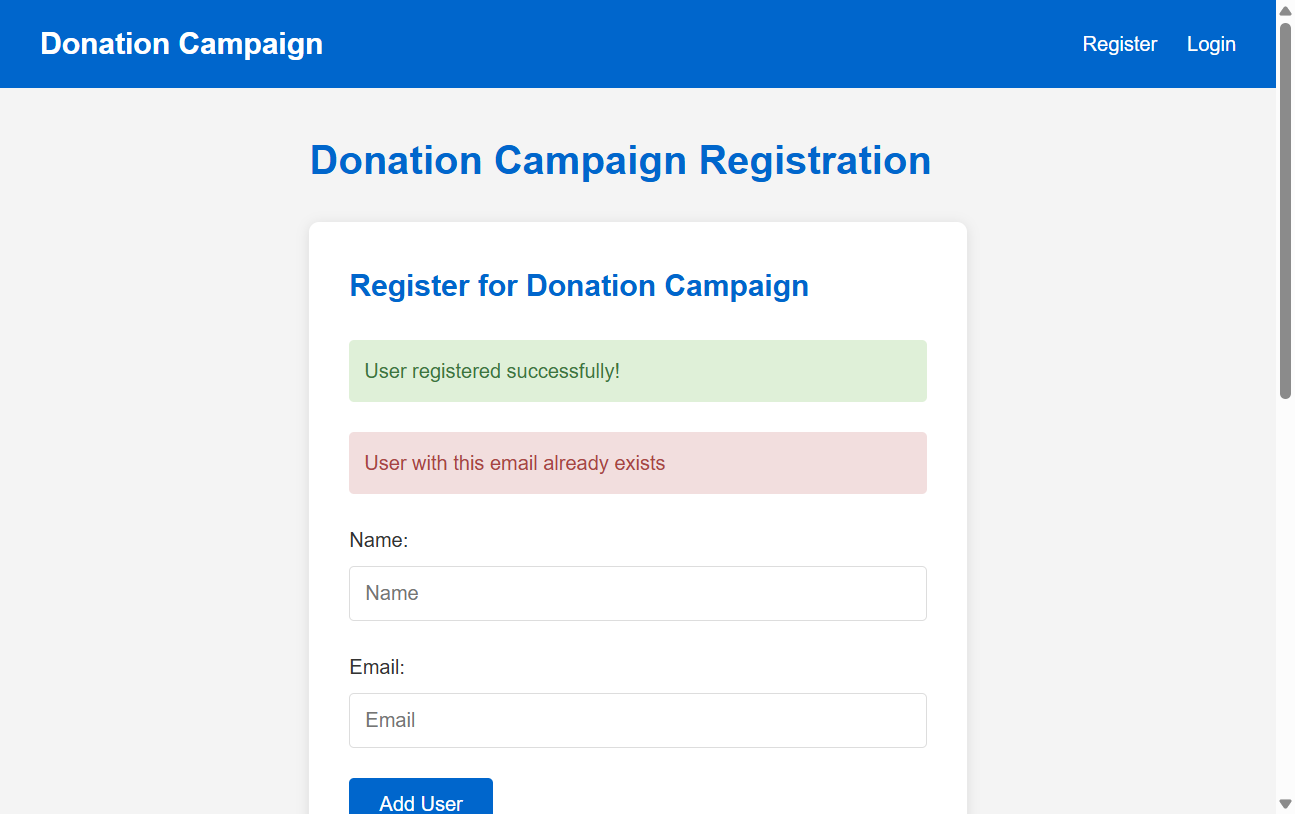 Donation Campaign
Register
Login
Donation Campaign Registration
Register for Donation Campaign
User registered successfully!
User with this email already exists
Name:
Name
Email:
Email
Add User